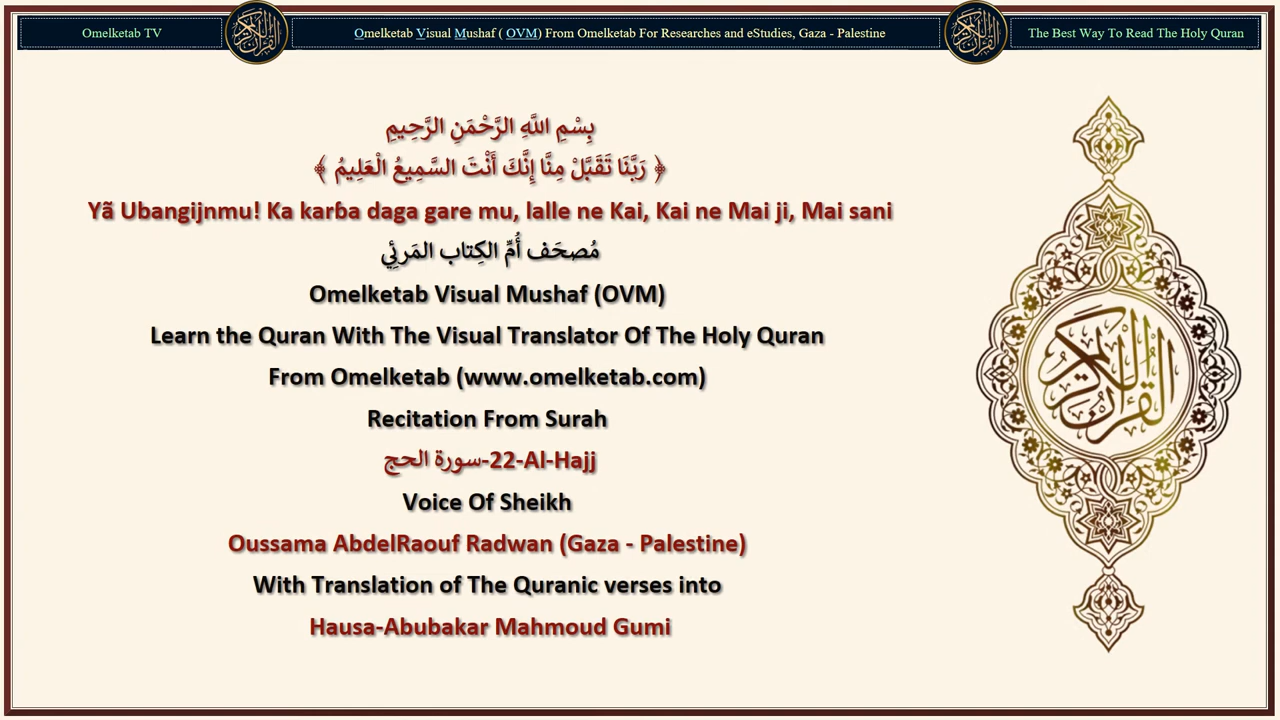 Omelketab TV
Omelketab Visual Mushaf ( OVM) From Omelketab For Researches and eStudies, Gaza - Palestine
The Best Way To Read The Holy Quran
بِسْمِ اللَّهِ الرَّحْمَنِ الرَّحِيمِ
﴿ رَبَّنَا تَقَبَّلْ مِنَّا إِنَّكَ أَنْتَ السَّمِيعُ الْعَلِيمُ ﴾
Yã Ubangijnmu! Ka karɓa daga gare mu, lalle ne Kai, Kai ne Mai ji, Mai sani
مُصحَف أُمِّ الكِتاب المَرئِي
Omelketab Visual Mushaf (OVM)
Learn the Quran With The Visual Translator Of The Holy Quran
From Omelketab (www.omelketab.com)
Recitation From Surah
سورة الحج-22-Al-Hajj
Voice Of Sheikh
Oussama AbdelRaouf Radwan (Gaza - Palestine)
With Translation of The Quranic verses into
Hausa-Abubakar Mahmoud Gumi
القرآن الكريم